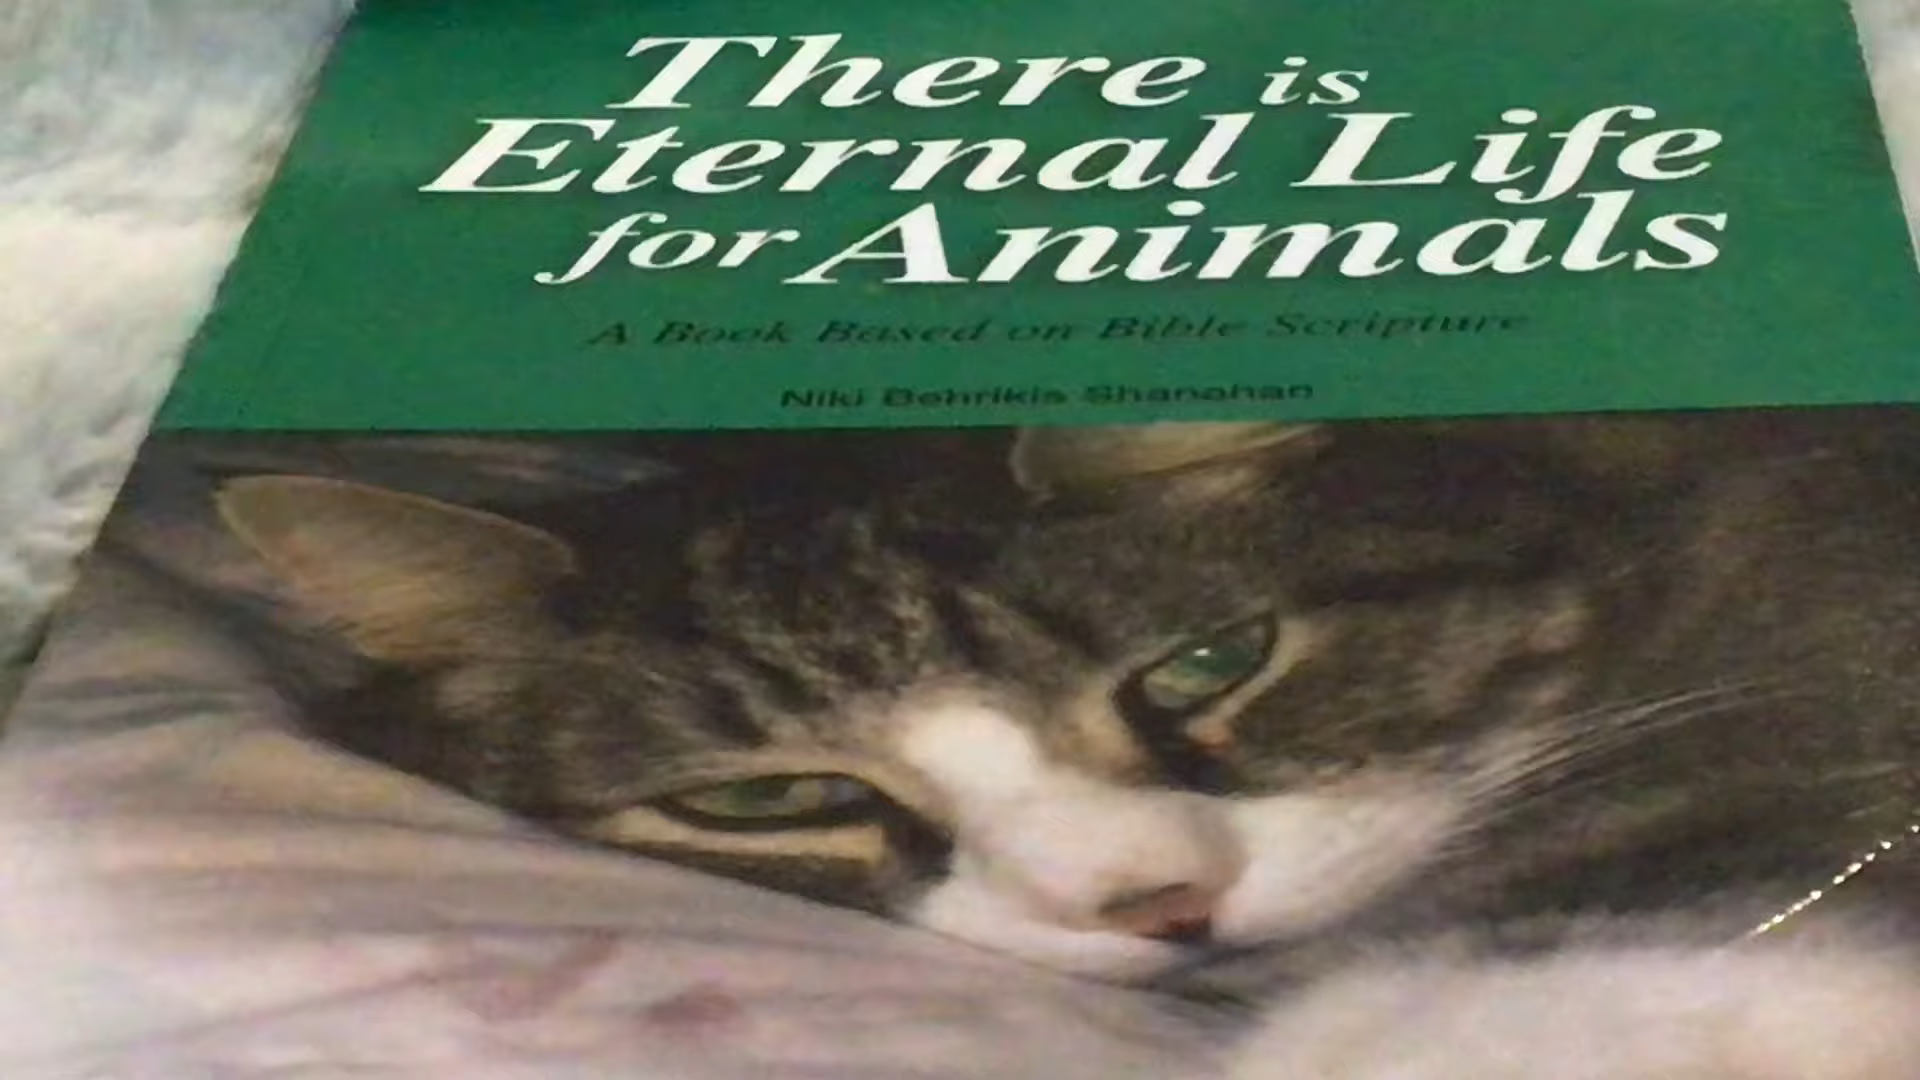 There is
Eternal Life
for Animals
A Book Based on Bible Scripture
Niki Behrikis Shanahan